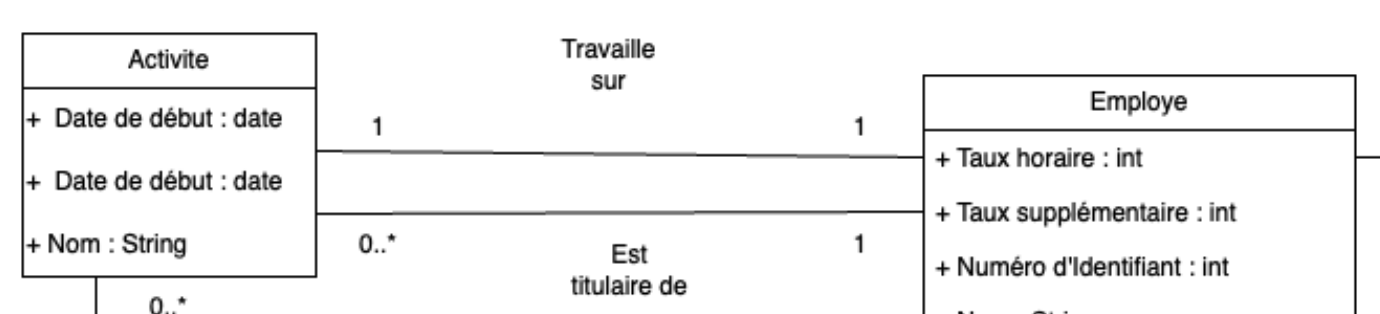 Activite
+ Date de début : date
+ Date de début : date
+ Nom : String
0..*
Travaille
sur
1
1
0..*
1
Est
titulaire de
Employe
+ Taux horaire : int
+ Taux supplémentaire : int
+ Numéro d'Identifiant : int